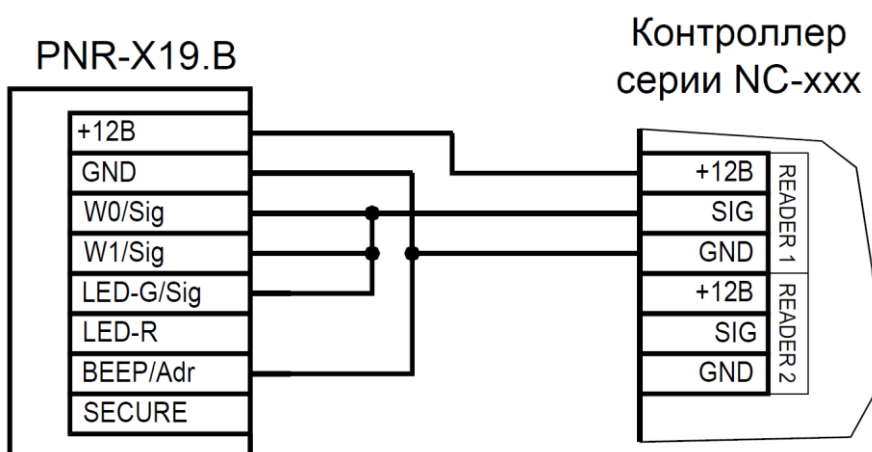 PNR-X19.B
+12В
GND
W0/Sig
W1/Sig
LED-G/Sig
LED-R
BEEP/Adr
SECURE
Контроллер
серии NC-xxx
+12В
SIG
GND
READER 1
+12В
SIG
GND
READER 2